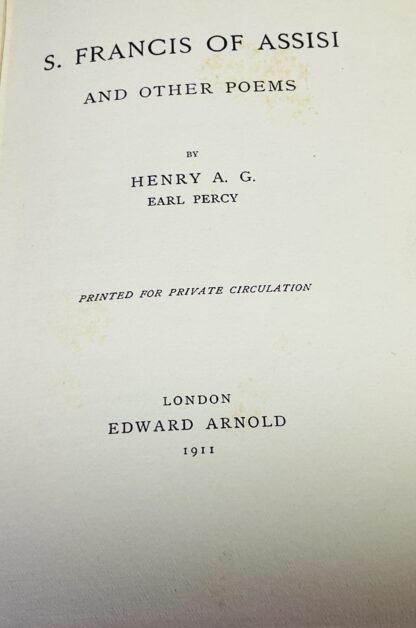 S. FRANCIS OF ASSISI
AND OTHER POEMS
BY
HENRY A. G.
EARL PERCY
PRINTED FOR PRIVATE CIRCULATION
LONDON
EDWARD ARNOLD
1911